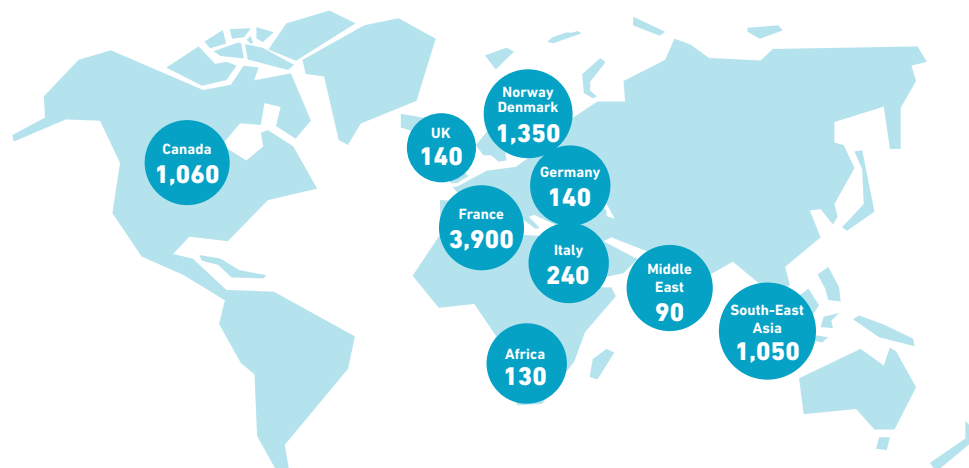 Norway
Denmark
1,350
UK
140
Canada
1,060
Germany
140
France
3,900
Italy
240
Middle
East
90
South-East
Asia
1,050
Africa
130